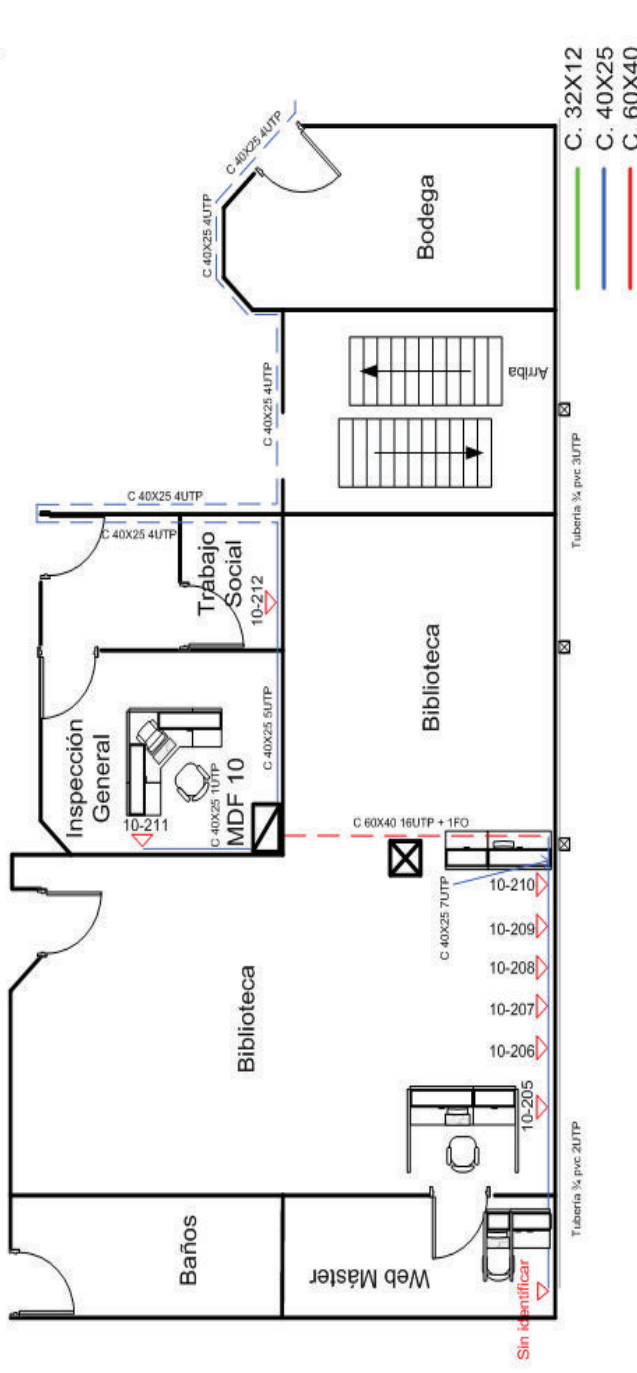 C 40X25 4UTP
C 40X25 4UTP
Bodega
C 40X25 4UTP
Arriba
C. 32X12
C. 40X25
C. 60X40
Tubería ¾ pvc 3UTP
C 40X25 4UTP
C 40X25 4UTP
Trabajo
Social
10-212
Inspección
General
10-211
C 40X25 1UTP
MDF 10
C 40X25 5UTP
Biblioteca
C 60X40 16UTP + 1FO
C 40X25 7UTP
10-210
10-209
10-208
10-207
10-206
10-205
Biblioteca
Baños
Web Máster
Sin identificar
Tubería ¾ pvc 2UTP